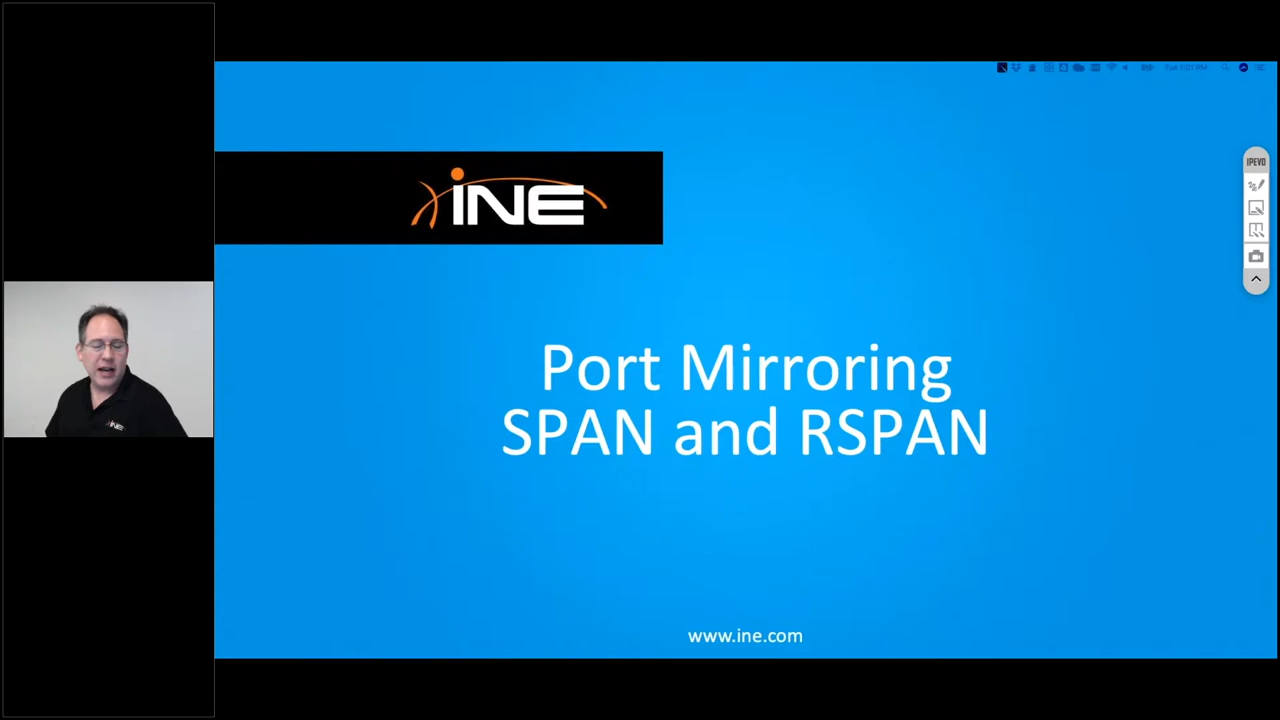 IPEVO
iNE
Port Mirroring
SPAN and RSPAN
www.ine.com